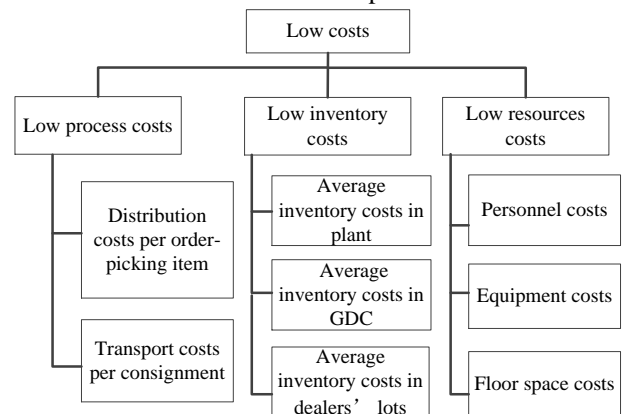 Low costs
Low process costs
Low inventory
costs
Low resources
costs
Distribution
costs per order-
picking item
Transport costs
per consignment
Average
inventory costs in
plant
Average
inventory costs in
GDC
Average
inventory costs in
dealers’ lots
Personnel costs
Equipment costs
Floor space costs